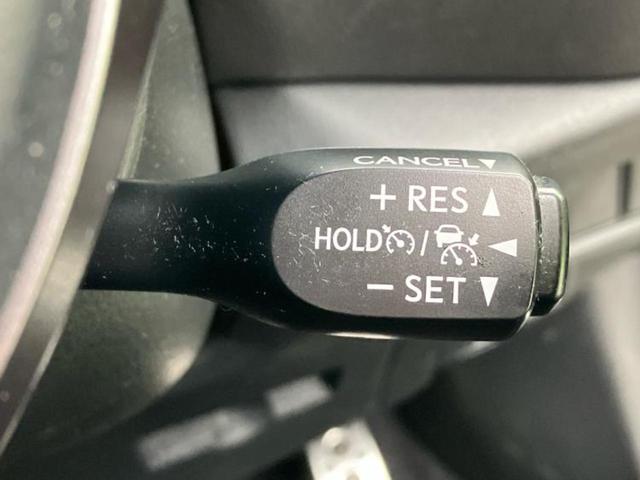 CANCEL▼
+ RES ▲
HOLD / ◀
− SET ▼